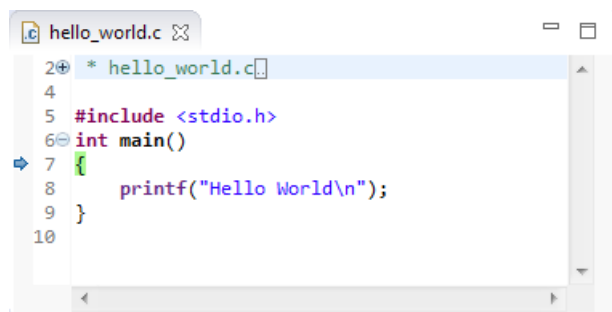 .c hello_world.c
2 * hello_world.c
4
5 #include <stdio.h>
6 int main()
7 {
8     printf("Hello World\n");
9 }
10